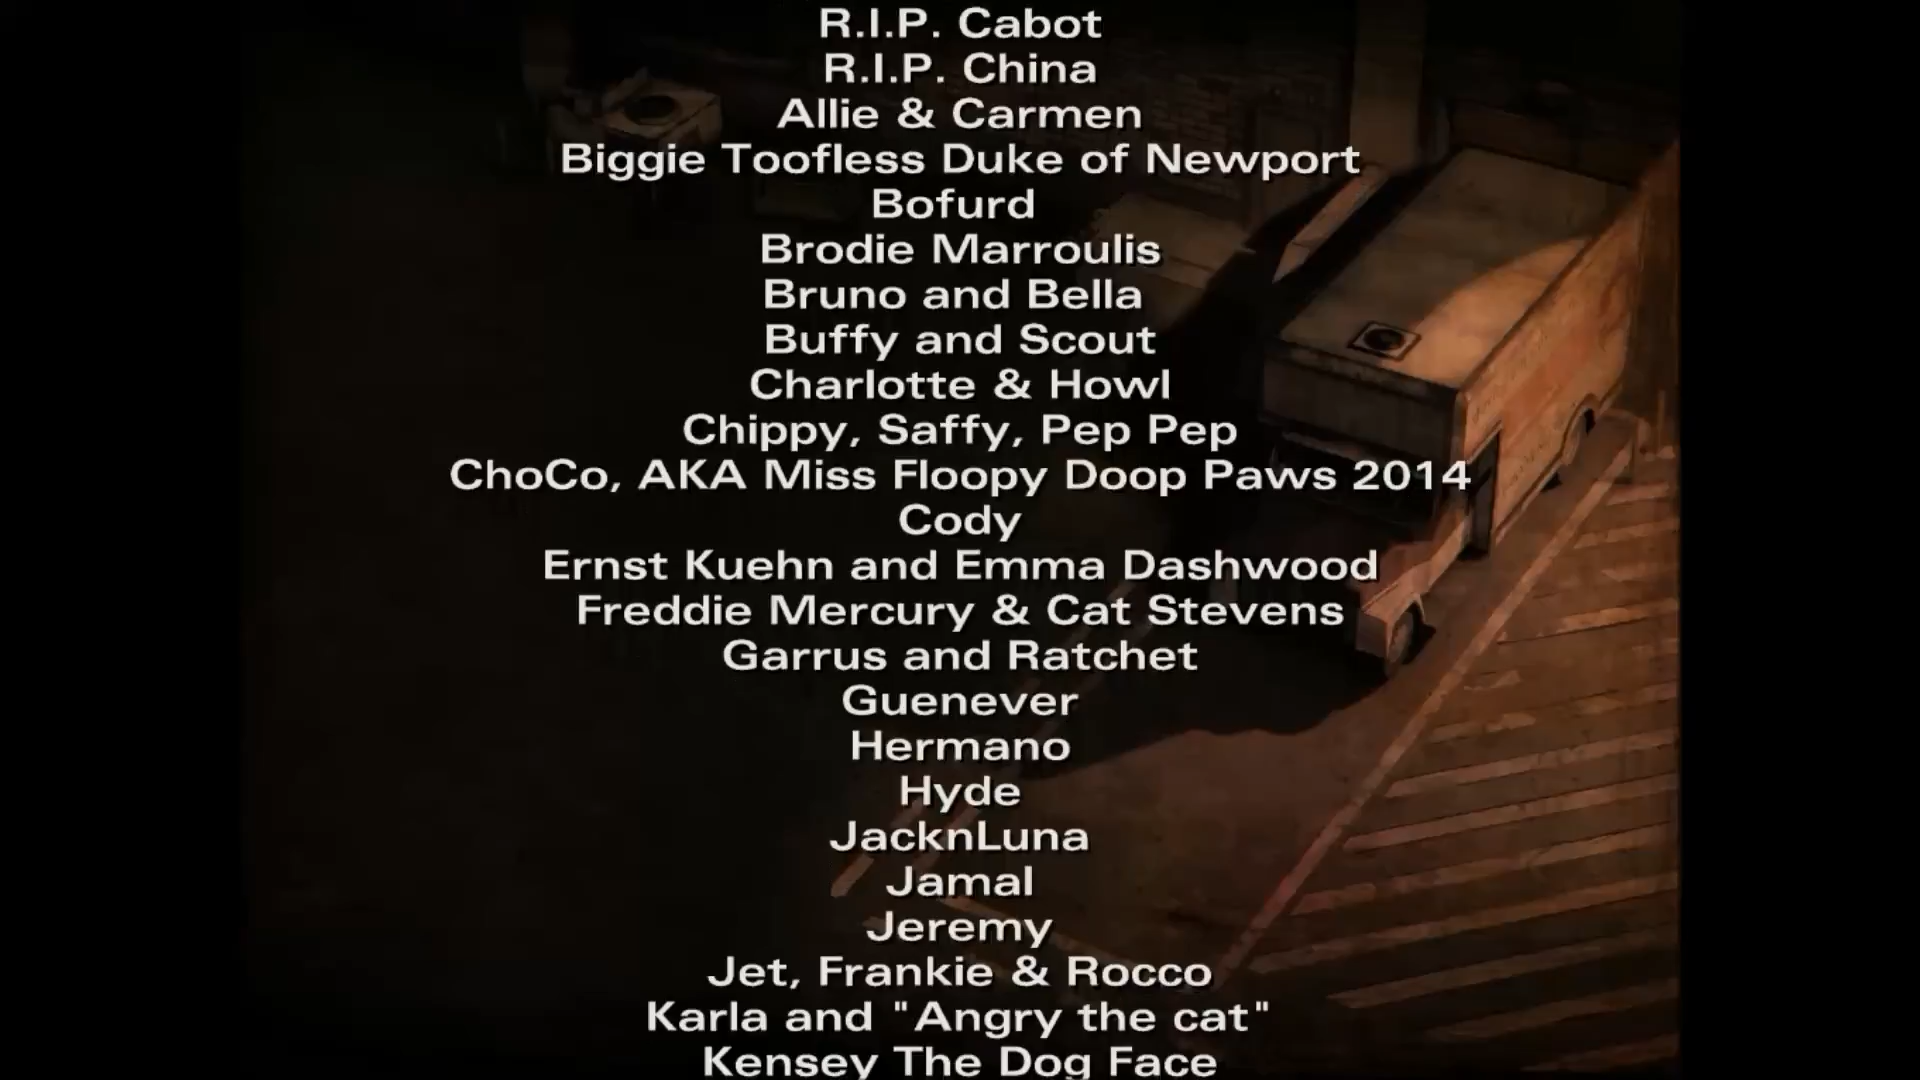 R.I.P. Cabot
R.I.P. China
Allie & Carmen
Biggie Toofless Duke of Newport
Bofurd
Brodie Marroulis
Bruno and Bella
Buffy and Scout
Charlotte & Howl
Chippy, Saffy, Pep Pep
ChoCo, AKA Miss Floopy Doop Paws 2014
Cody
Ernst Kuehn and Emma Dashwood
Freddie Mercury & Cat Stevens
Garrus and Ratchet
Guenever
Hermano
Hyde
JacknLuna
Jamal
Jeremy
Jet, Frankie & Rocco
Karla and "Angry the cat"
Kensey The Dog Face